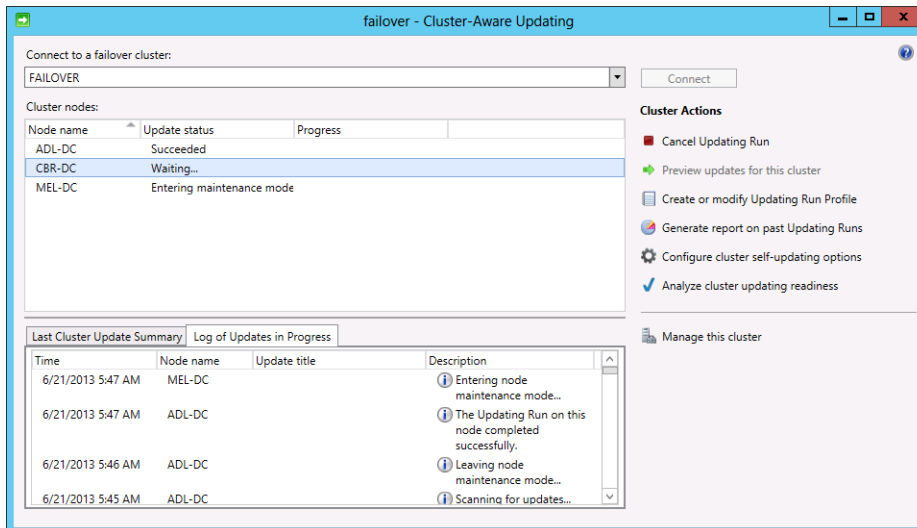 failover - Cluster-Aware Updating
Connect to a failover cluster:
FAILOVER
Connect
Cluster nodes:
Node name Update status Progress
ADL-DC Succeeded
CBR-DC Waiting...
MEL-DC Entering maintenance mode
Cluster Actions
Cancel Updating Run
Preview updates for this cluster
Create or modify Updating Run Profile
Generate report on past Updating Runs
Configure cluster self-updating options
Analyze cluster updating readiness
Manage this cluster
Last Cluster Update Summary Log of Updates in Progress
Time Node name Update title Description
6/21/2013 5:47 AM MEL-DC Entering node
maintenance mode...
6/21/2013 5:47 AM ADL-DC The Updating Run on this
node completed
successfully.
6/21/2013 5:46 AM ADL-DC Leaving node
maintenance mode...
6/21/2013 5:45 AM ADL-DC Scanning for updates...